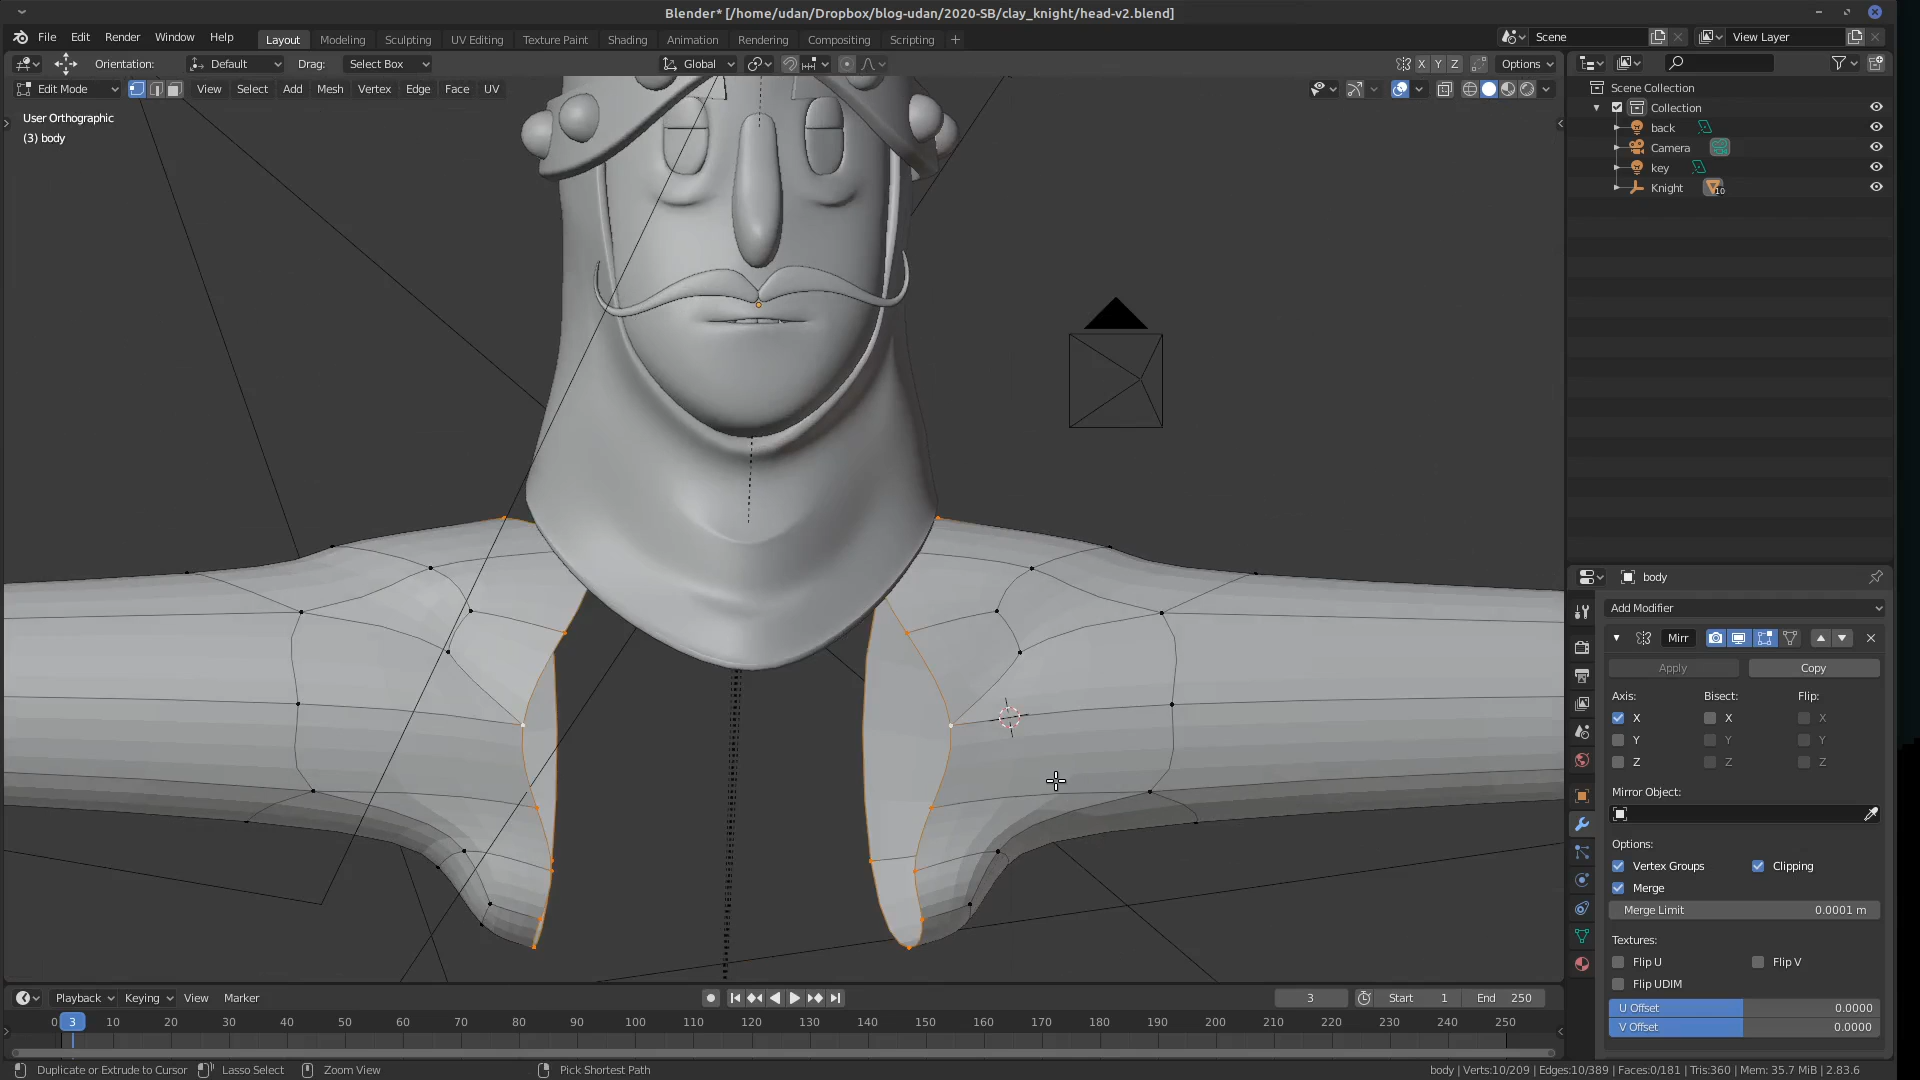 Blender* [/home/udan/Dropbox/blog-udan/2020-SB/clay_knight/head-v2.blend]
File Edit Render Window Help Layout Modeling Sculpting UV Editing Texture Paint Shading Animation Rendering Compositing Scripting + Scene View Layer
Orientation: Default Drag: Select Box Global X Y Z Options
Edit Mode View Select Add Mesh Vertex Edge Face UV
User Orthographic
(3) body
Scene Collection
Collection
back
Camera
key
Knight 10
body
Add Modifier
Mirr
Apply Copy
Axis: Bisect: Flip:
X X X
Y Y Y
Z Z Z
Mirror Object:
Options:
Vertex Groups Clipping
Merge
Merge Limit 0.0001 m
Textures:
Flip U Flip V
Flip UDIM
U Offset 0.0000
V Offset 0.0000
Playback Keying View Marker 3 Start 1 End 250
0 3 10 20 30 40 50 60 70 80 90 100 110 120 130 140 150 160 170 180 190 200 210 220 230 240 250
Duplicate or Extrude to Cursor Lasso Select Zoom View Pick Shortest Path body | Verts:10/209 | Edges:10/389 | Faces:0/181 | Tris:360 | Mem: 35.7 MiB | 2.83.6